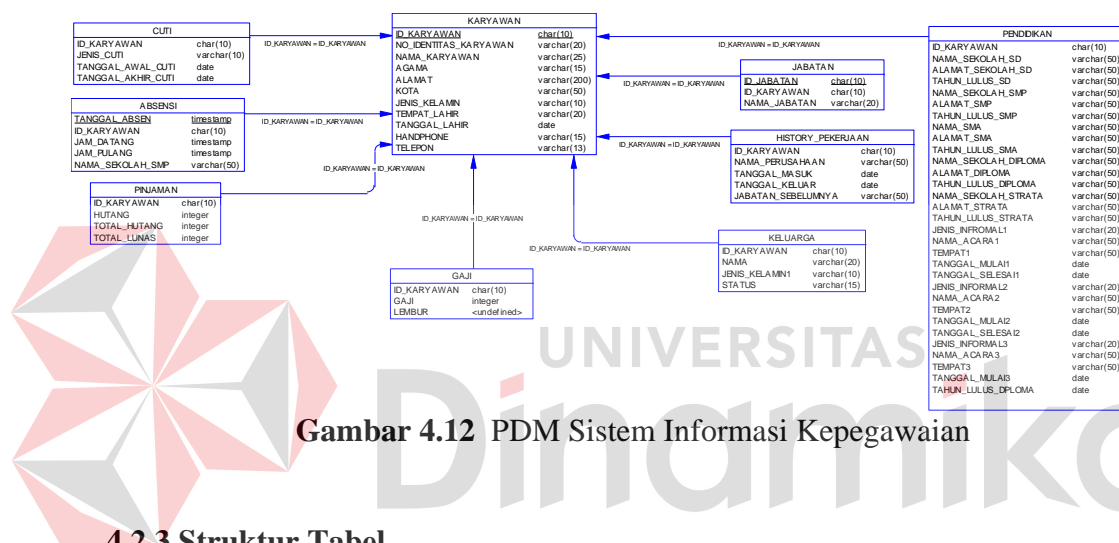 CUTI
ID_KARYAWAN char(10)
JENIS_CUTI varchar(10)
TANGGAL_AWAL_CUTI date
TANGGAL_AKHIR_CUTI date
ID_KARYAWAN = ID_KARYAWAN
ABSENSI
TANGGAL_ABSEN timestamp
ID_KARYAWAN char(10)
JAM_DATANG timestamp
JAM_PULANG timestamp
NAMA_SEKOLAH_SMP varchar(50)
ID_KARYAWAN = ID_KARYAWAN
PINJAMAN
ID_KARYAWAN char(10)
HUTANG integer
TOTAL_HUTANG integer
TOTAL_LUNAS integer
ID_KARYAWAN = ID_KARYAWAN
KARYAWAN
ID_KARYAWAN char(10)
NO_IDENTITAS_KARYAWAN varchar(20)
NAMA_KARYAWAN varchar(25)
AGAMA varchar(15)
ALAMAT varchar(200)
KOTA varchar(50)
JENIS_KELAMIN varchar(10)
TEMPAT_LAHIR varchar(20)
TANGGAL_LAHIR date
HANDPHONE varchar(15)
TELEPON varchar(13)
ID_KARYAWAN = ID_KARYAWAN
GAJI
ID_KARYAWAN char(10)
GAJI integer
LEMBUR <undefined>
ID_KARYAWAN = ID_KARYAWAN
JABATAN
ID_JABATAN char(10)
ID_KARYAWAN char(10)
NAMA_JABATAN varchar(20)
ID_KARYAWAN = ID_KARYAWAN
HISTORY_PEKERJAAN
ID_KARYAWAN char(10)
NAMA_PERUSAHAAN varchar(50)
TANGGAL_MASUK date
TANGGAL_KELUAR date
JABATAN_SEBELUMNYA varchar(50)
ID_KARYAWAN = ID_KARYAWAN
KELUARGA
ID_KARYAWAN char(10)
NAMA varchar(20)
JENIS_KELAMIN1 varchar(10)
STATUS varchar(15)
ID_KARYAWAN = ID_KARYAWAN
PENDIDIKAN
ID_KARYAWAN char(10)
NAMA_SEKOLAH_SD varchar(50)
ALAMAT_SEKOLAH_SD varchar(50)
TAHUN_LULUS_SD varchar(50)
NAMA_SEKOLAH_SMP varchar(50)
ALAMAT_SMP varchar(50)
TAHUN_LULUS_SMP varchar(50)
NAMA_SMA varchar(50)
ALAMAT_SMA varchar(50)
TAHUN_LULUS_SMA varchar(50)
NAMA_SEKOLAH_DIPLOMA varchar(50)
ALAMAT_DIPLOMA varchar(50)
TAHUN_LULUS_DIPLOMA varchar(50)
NAMA_SEKOLAH_STRATA varchar(50)
ALAMAT_STRATA varchar(50)
TAHUN_LULUS_STRATA varchar(50)
JENIS_INFROMAL1 varchar(20)
NAMA_ACARA1 varchar(50)
TEMPAT1 varchar(50)
TANGGAL_MULAI1 date
TANGGAL_SELESAI1 date
JENIS_INFORMAL2 varchar(20)
NAMA_ACARA2 varchar(50)
TEMPAT2 varchar(50)
TANGGAL_MULAI2 date
TANGGAL_SELESAI2 date
JENIS_INFORMAL3 varchar(20)
NAMA_ACARA3 varchar(50)
TEMPAT3 varchar(50)
TANGGAL_MULAI3 date
TAHUN_LULUS_DPLOMA date
UNIVERSITAS
Dinamika
Gambar 4.12 PDM Sistem Informasi Kepegawaian
4.2.3 Struktur Tabel